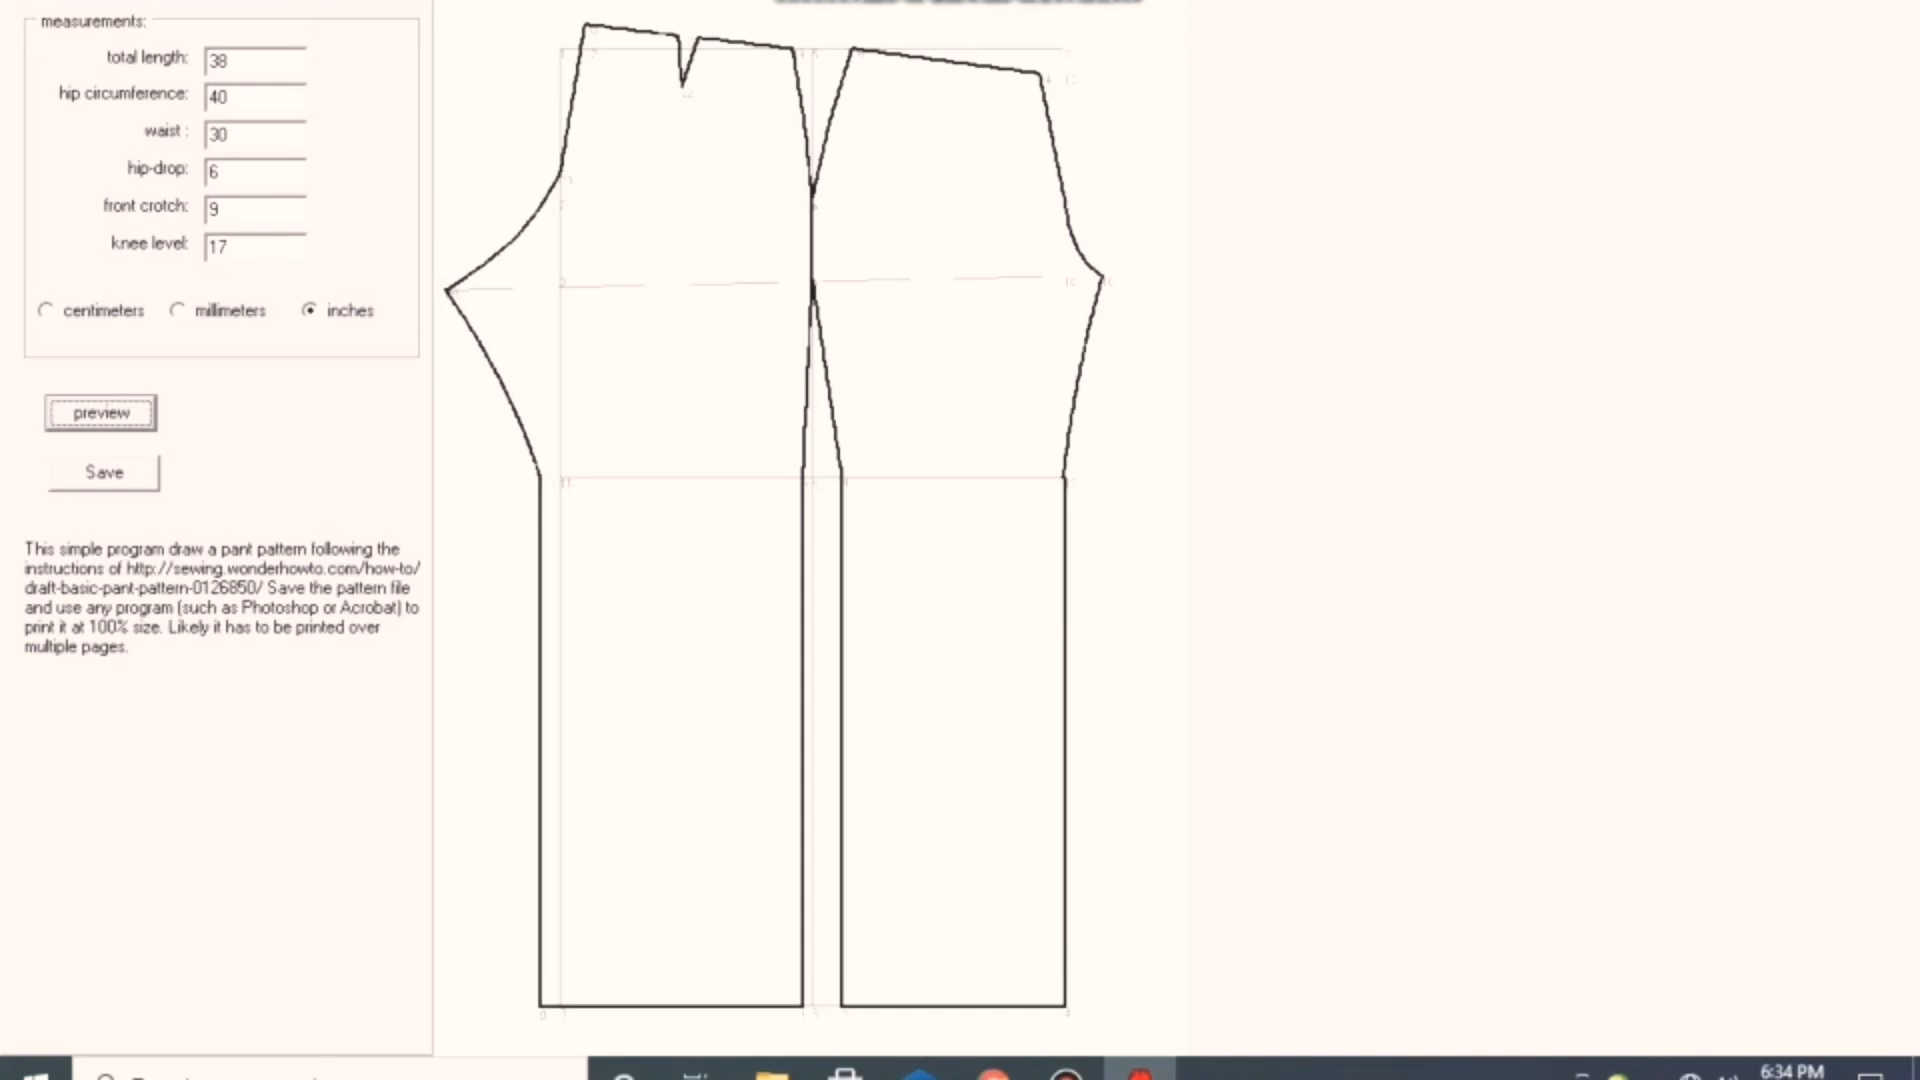 measurements:
total length: 38
hip circumference: 40
waist : 30
hip-drop: 6
front crotch: 9
knee level: 17
centimeters millimeters inches
preview
Save
This simple program draw a pant pattern following the
instructions of http://sewing.wonderhowto.com/how-to/
draft-basic-pant-pattern-0126850/ Save the pattern file
and use any program (such as Photoshop or Acrobat) to
print it at 100% size. Likely it has to be printed over
multiple pages.
6:34 PM